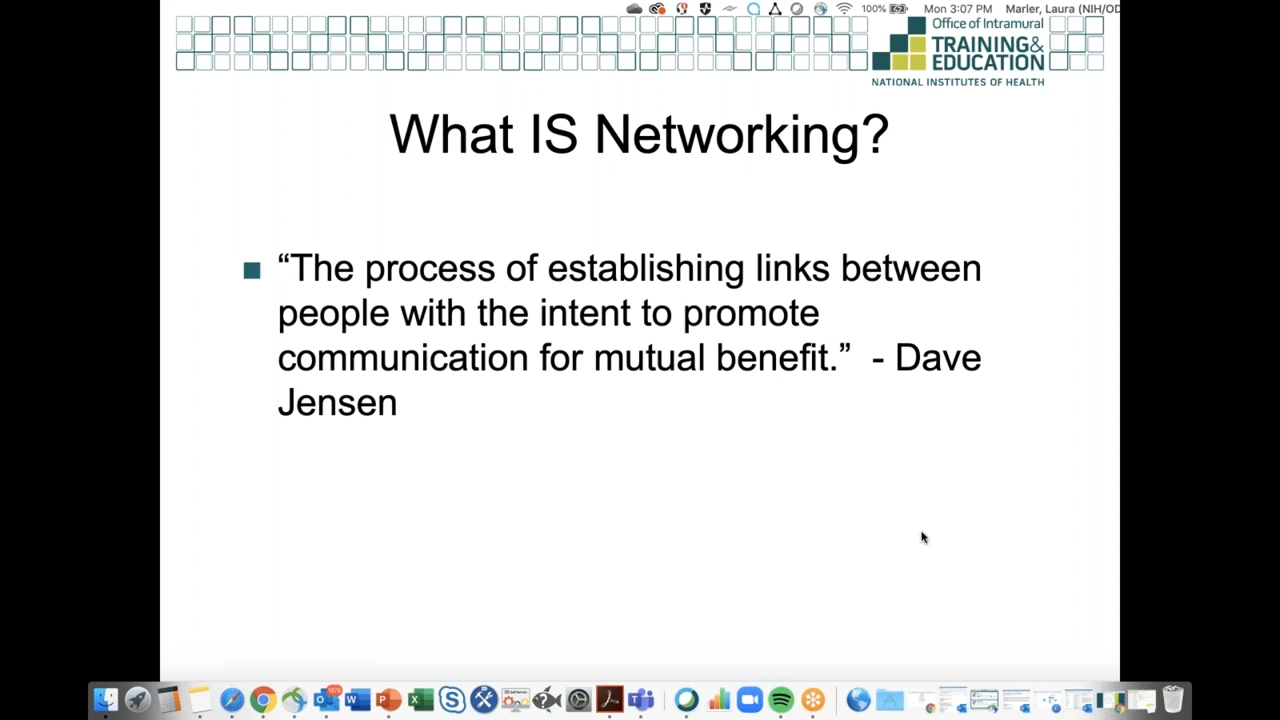 100% Mon 3:07 PM Marler, Laura (NIH/OD
Office of Intramural
TRAINING&
EDUCATION
NATIONAL INSTITUTES OF HEALTH
What IS Networking?
“The process of establishing links between
people with the intent to promote
communication for mutual benefit.” - Dave
Jensen